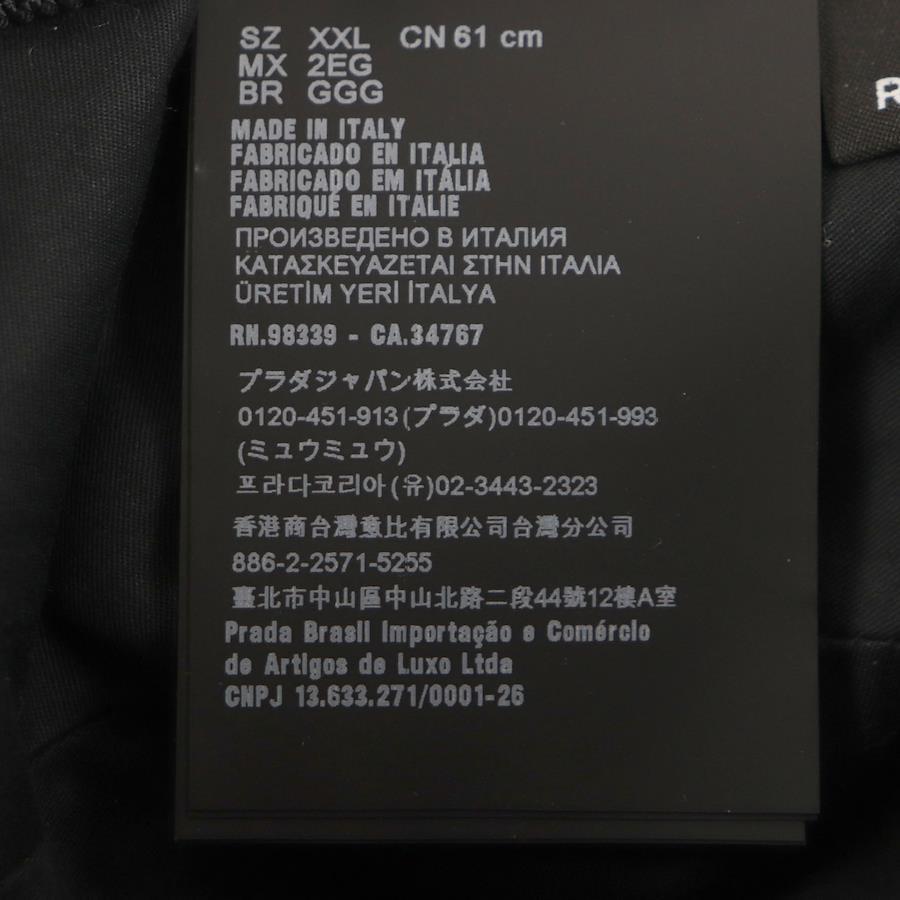 SZ XXL CN 61 cm
MX 2EG
BR GGG
MADE IN ITALY
FABRICADO EN ITALIA
FABRICADO EM ITÁLIA
FABRIQUÉ EN ITALIE
ПРОИЗВЕДЕНО В ИТАЛИЯ
ΚΑΤΑΣΚΕΥΑΖΕΤΑΙ ΣΤΗΝ ΙΤΑΛΙΑ
ÜRETİM YERİ İTALYA
RN.98339 - CA.34767
プラダジャパン株式会社
0120-451-913(プラダ)0120-451-993
(ミュウミュウ)
프라다코리아(유)02-3443-2323
香港商台灣意比有限公司台灣分公司
886-2-2571-5255
臺北市中山區中山北路二段44號12樓A室
Prada Brasil Importação e Comércio
de Artigos de Luxo Ltda
CNPJ 13.633.271/0001-26
R